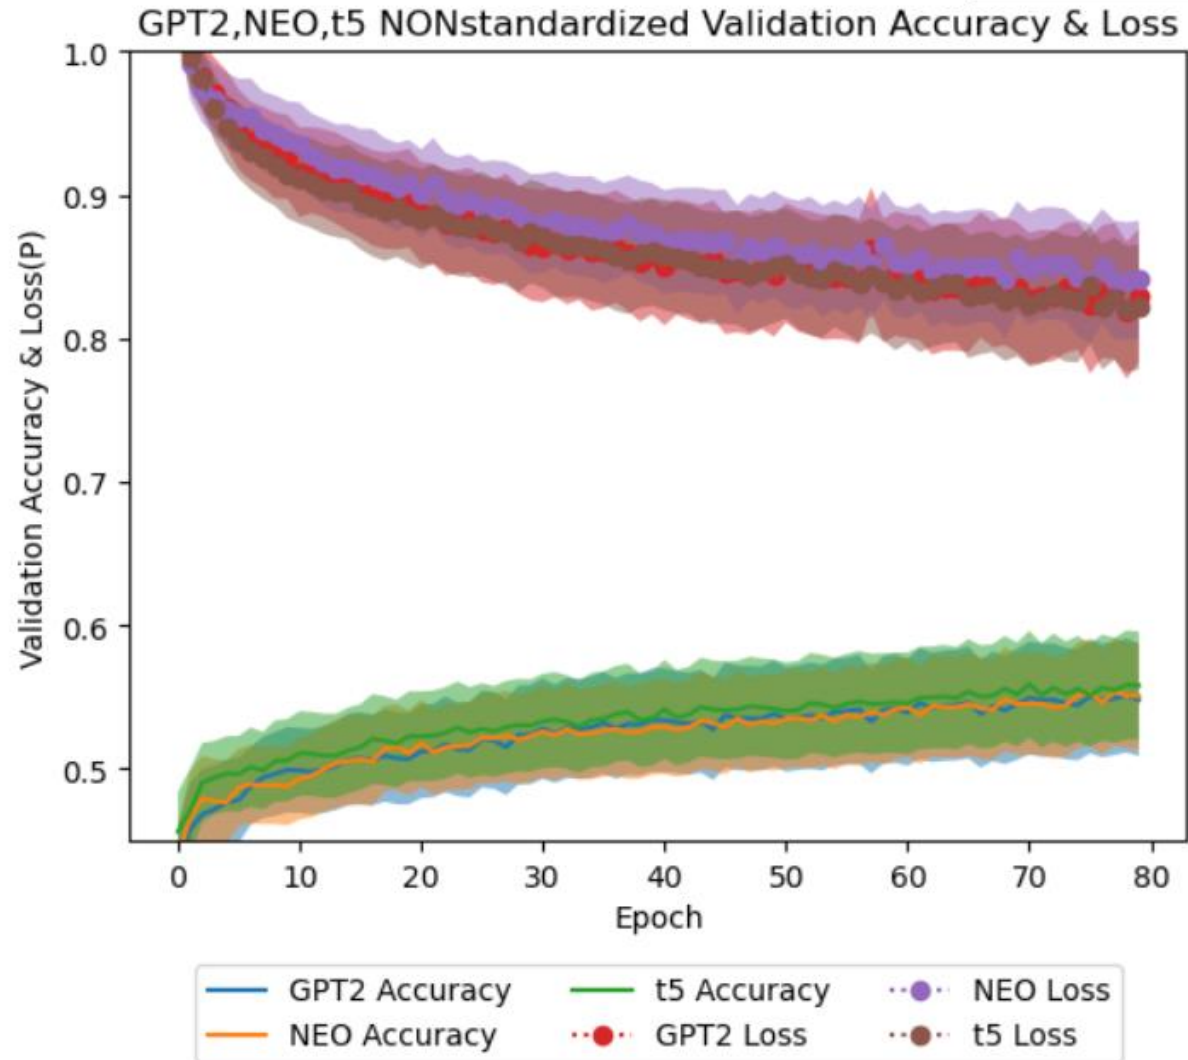 GPT2,NEO,t5 NONstandardized Validation Accuracy & Loss
1.0
0.9
0.8
0.7
0.6
0.5
Validation Accuracy & Loss(P)
0 10 20 30 40 50 60 70 80
Epoch
GPT2 Accuracy t5 Accuracy NEO Loss
NEO Accuracy GPT2 Loss t5 Loss